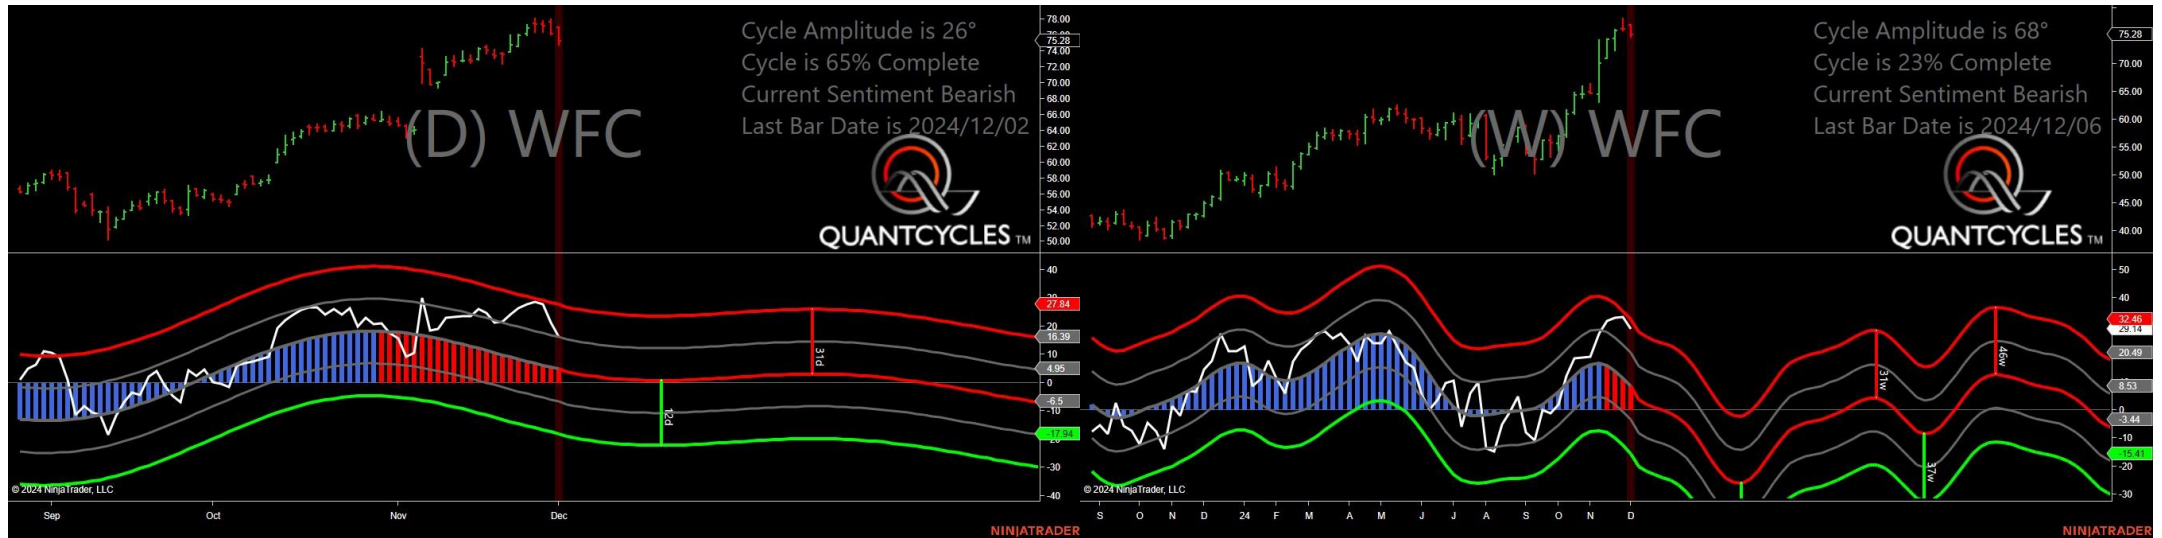 Cycle Amplitude is 26°
Cycle is 65% Complete
Current Sentiment Bearish
Last Bar Date is 2024/12/02
(D) WFC
QUANTCYCLES TM
78.00
75.28
74.00
72.00
70.00
68.00
66.00
64.00
62.00
60.00
58.00
56.00
54.00
52.00
50.00
40
27.84
20
16.39
10
4.95
0
-6.5
-10
-17.94
-30
-40
31d
12d
© 2024 NinjaTrader, LLC
Sep Oct Nov Dec
NINJATRADER
Cycle Amplitude is 68°
Cycle is 23% Complete
Current Sentiment Bearish
Last Bar Date is 2024/12/06
(W) WFC
QUANTCYCLES TM
75.28
70.00
65.00
60.00
55.00
50.00
45.00
40.00
50
40
32.46
29.14
20.49
8.53
0
-3.44
-10
-15.41
-20
-30
31w
37w
46w
© 2024 NinjaTrader, LLC
S O N D 24 F M A M J J A S O N D
NINJATRADER